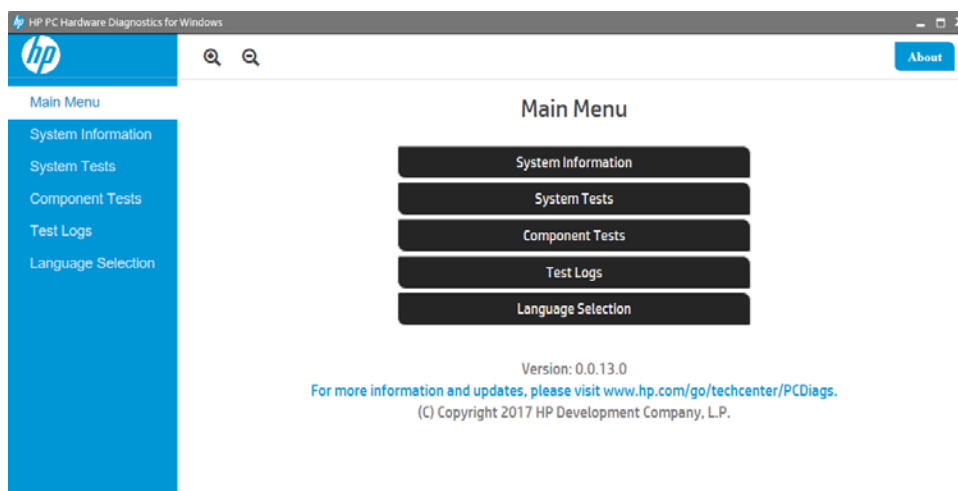 HP PC Hardware Diagnostics for Windows
hp
About
Main Menu
System Information
System Tests
Component Tests
Test Logs
Language Selection
Main Menu
System Information
System Tests
Component Tests
Test Logs
Language Selection
Version: 0.0.13.0
For more information and updates, please visit www.hp.com/go/techcenter/PCDiags.
(C) Copyright 2017 HP Development Company, L.P.